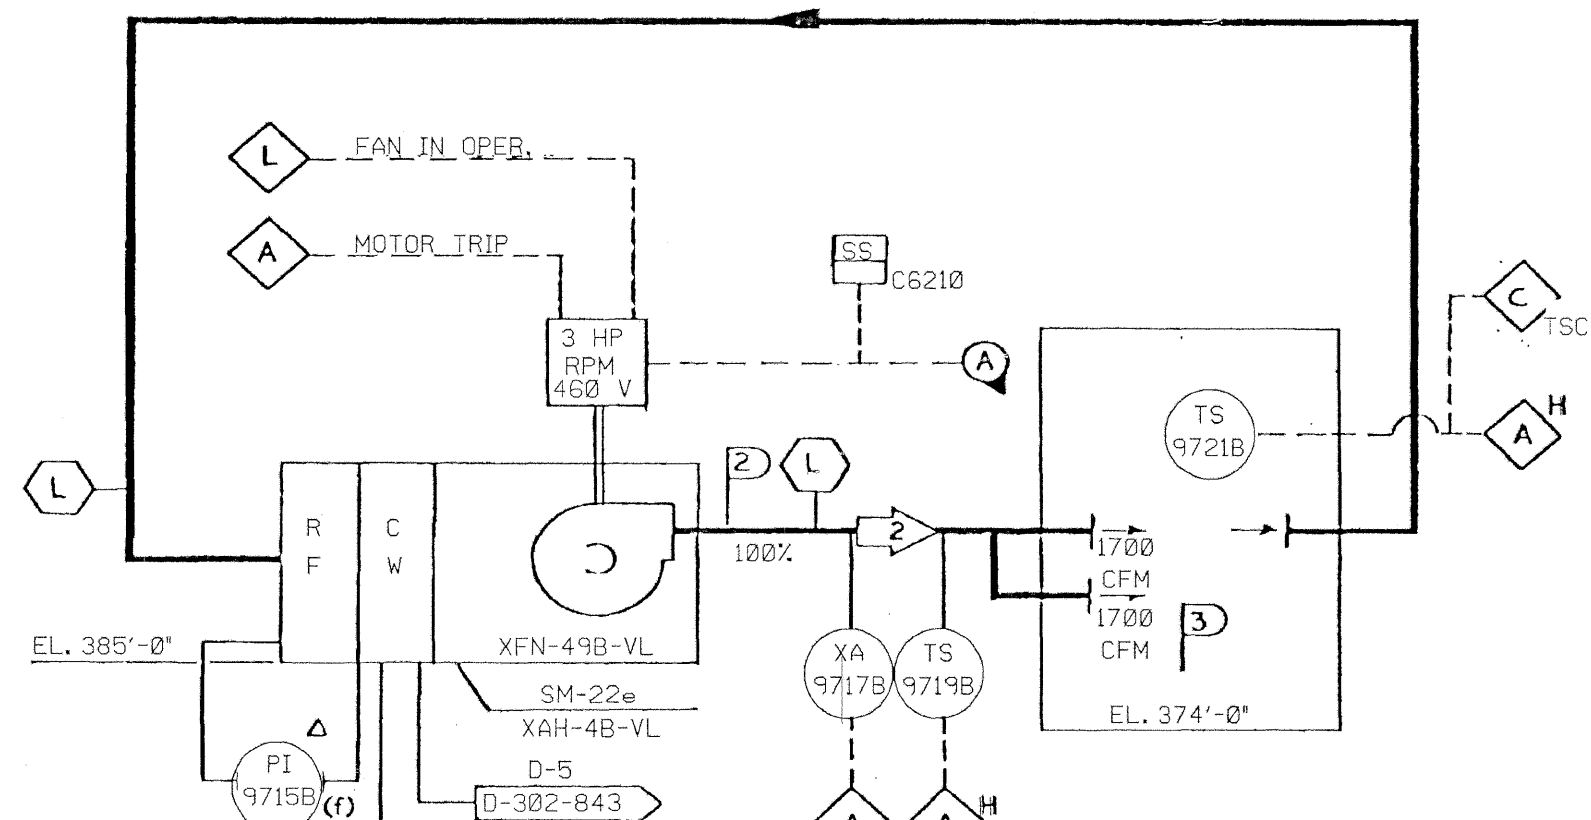 L
FAN IN OPER.
A
MOTOR TRIP
SS
C6210
C
TSC
3 HP
RPM
460 V
A
TS
9721B
H
A
L
2
L
R
F
C
W
100%
2
1700
CFM
1700
CFM
3
EL. 385'-0"
XFN-49B-VL
XA
9717B
TS
9719B
SM-22e
XAH-4B-VL
EL. 374'-0"
Δ
PI
9715B
(f)
D-5
D-302-843
A
A
H